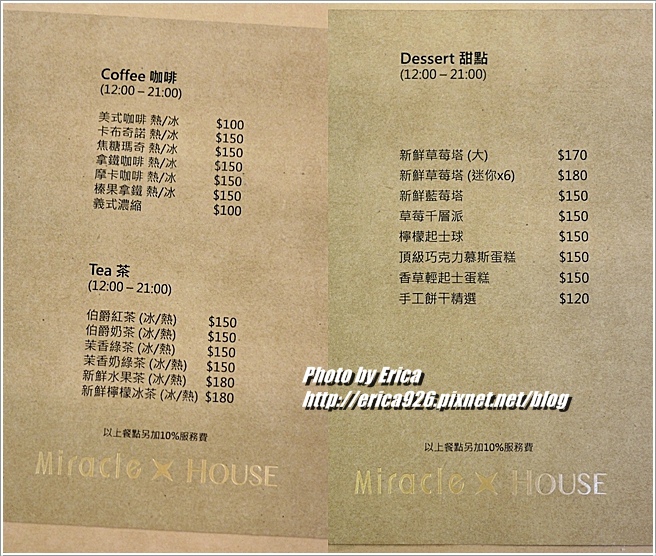 Coffee 咖啡
(12:00 – 21:00)
美式咖啡 熱/冰 $100
卡布奇諾 熱/冰 $150
焦糖瑪奇 熱/冰 $150
拿鐵咖啡 熱/冰 $150
摩卡咖啡 熱/冰 $150
榛果拿鐵 熱/冰 $150
義式濃縮 $100
Tea 茶
(12:00 – 21:00)
伯爵紅茶 (冰/熱) $150
伯爵奶茶 (冰/熱) $150
茉香綠茶 (冰/熱) $150
茉香奶綠茶 (冰/熱) $150
新鮮水果茶 (冰/熱) $180
新鮮檸檬冰茶 (冰/熱) $180
以上餐點另加10%服務費
Miracle × HOUSE
Dessert 甜點
(12:00 – 21:00)
新鮮草莓塔 (大) $170
新鮮草莓塔 (迷你x6) $180
新鮮藍莓塔 $150
草莓千層派 $150
檸檬起士球 $150
頂級巧克力慕斯蛋糕 $150
香草輕起士蛋糕 $150
手工餅干精選 $120
Photo by Erica
http://erica926.pixnet.net/blog
以上餐點另加10%服務費
Miracle × HOUSE